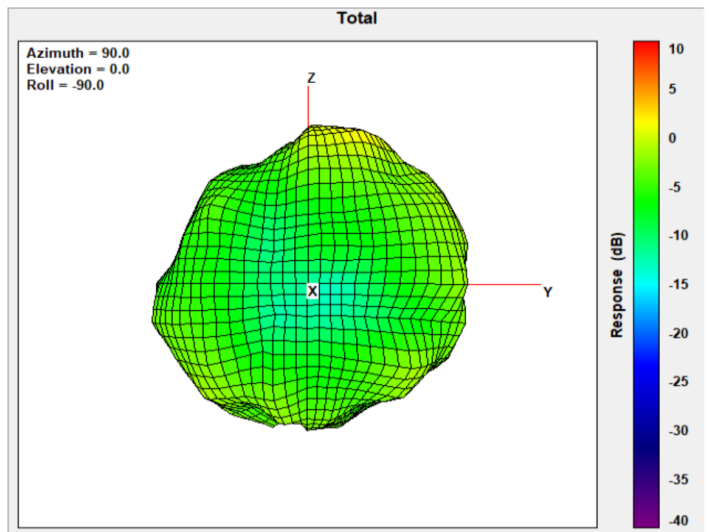 Total
Azimuth = 90.0
Elevation = 0.0
Roll = -90.0
Z
X
Y
Response (dB)
10
5
0
-5
-10
-15
-20
-25
-30
-35
-40